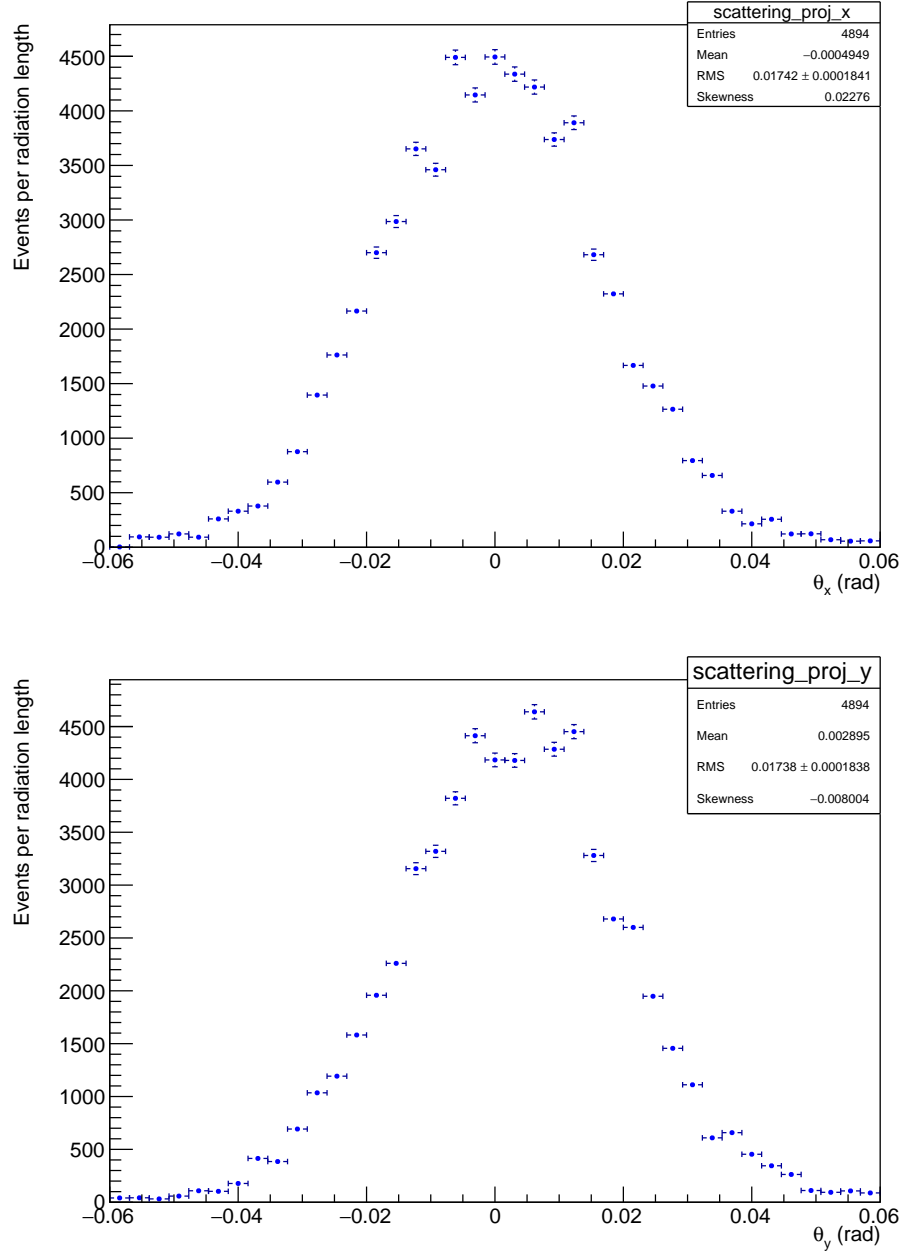 scattering_proj_x
Entries 4894
Mean −0.0004949
RMS 0.01742 ± 0.0001841
Skewness 0.02276
Events per radiation length
4500
4000
3500
3000
2500
2000
1500
1000
500
0
−0.06 −0.04 −0.02 0 0.02 0.04 0.06
θx (rad)
scattering_proj_y
Entries 4894
Mean 0.002895
RMS 0.01738 ± 0.0001838
Skewness −0.008004
Events per radiation length
4500
4000
3500
3000
2500
2000
1500
1000
500
0
−0.06 −0.04 −0.02 0 0.02 0.04 0.06
θy (rad)